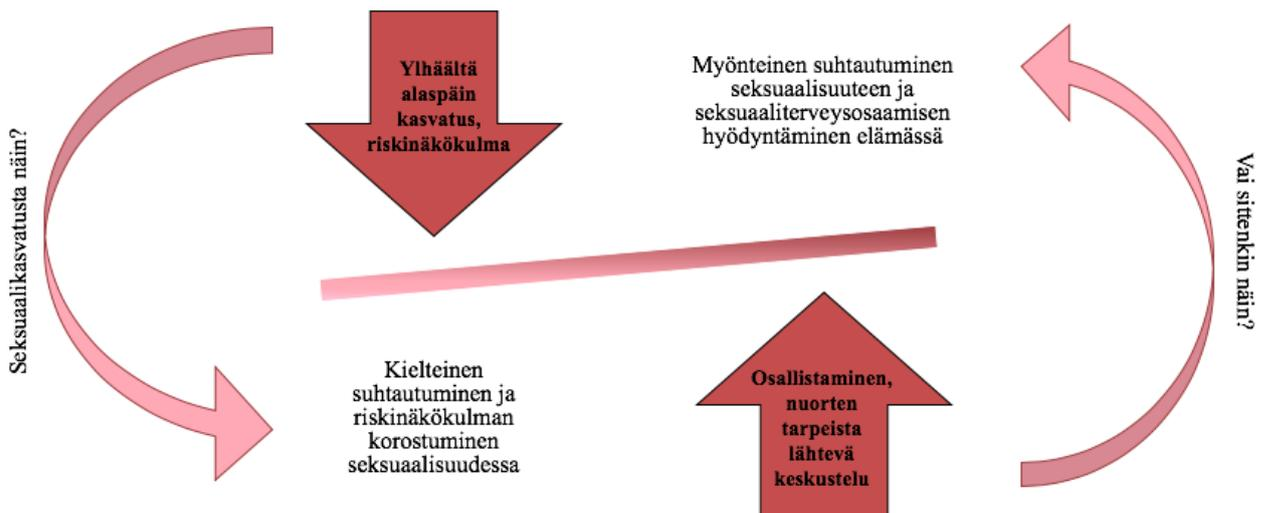 Seksuaalikasvatusta näin?
Ylhäältä
alaspäin
kasvatus,
riskinäkökulma
Kielteinen
suhtautuminen ja
riskinäkökulman
korostuminen
seksuaalisuudessa
Myönteinen suhtautuminen
seksuaalisuuteen ja
seksuaaliterveysosaamisen
hyödyntäminen elämässä
Osallistaminen,
nuorten
tarpeista
lähtevä
keskustelu
Vai sittenkin näin?